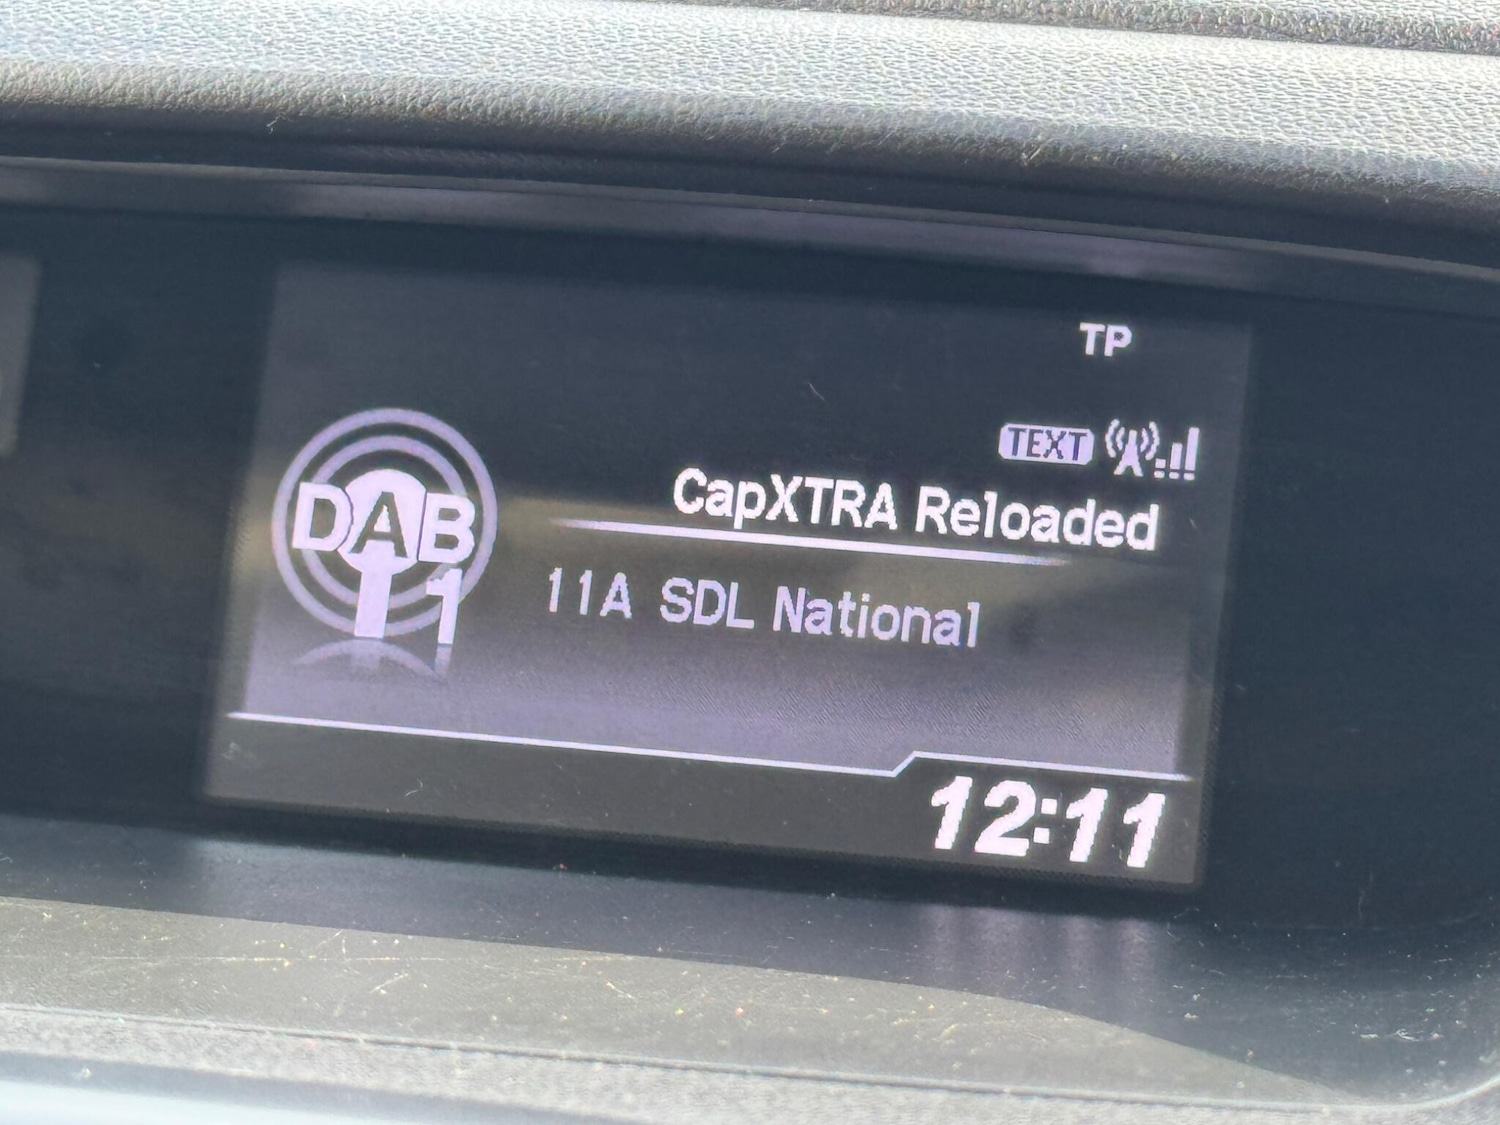 TP
TEXT
CapXTRA Reloaded
DAB
1
11A SDL National
12:11